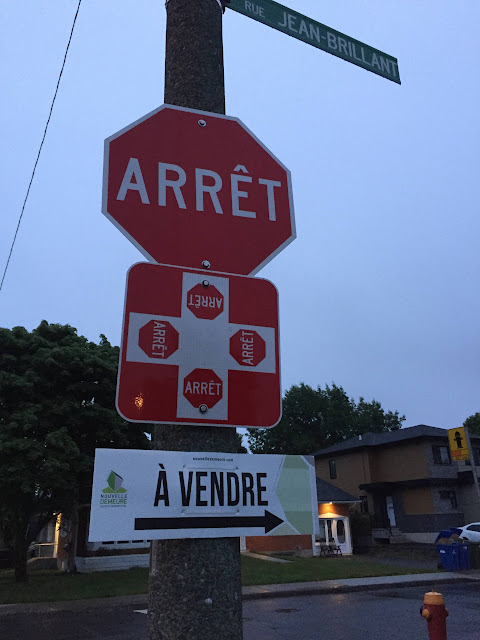 RUE JEAN-BRILLANT
ARRÊT
ARRÊT
ARRÊT
ARRÊT
ARRÊT
NOUVELLE
DEMEURE
À VENDRE